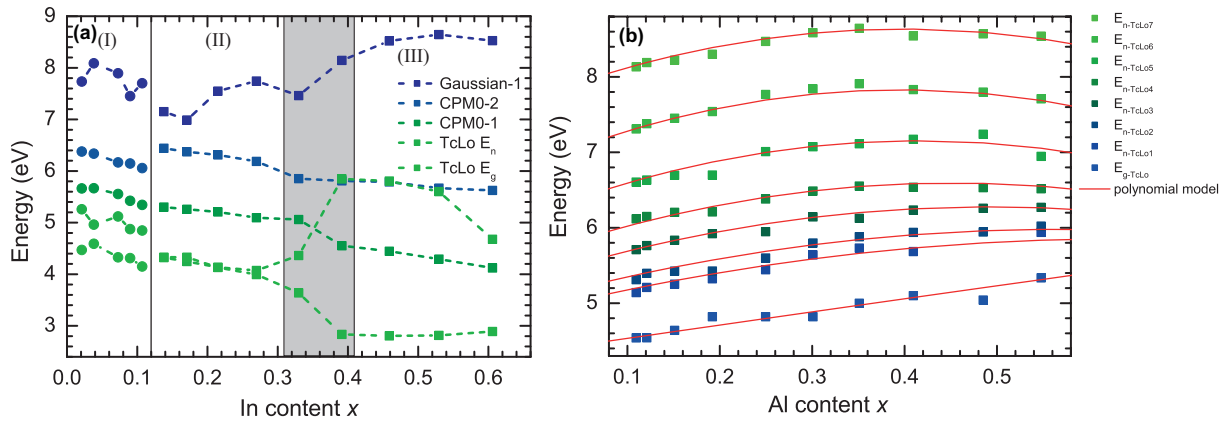 (a)
(I)
(II)
(III)
9
8
7
6
5
4
3
Energy (eV)
Gaussian-1
CPM0-2
CPM0-1
TcLo En
TcLo Eg
0.0 0.1 0.2 0.3 0.4 0.5 0.6
In content x
(b)
8
7
6
5
Energy (eV)
0.1 0.2 0.3 0.4 0.5
Al content x
En-TcLo7
En-TcLo6
En-TcLo5
En-TcLo4
En-TcLo3
En-TcLo2
En-TcLo1
Eg-TcLo
polynomial model